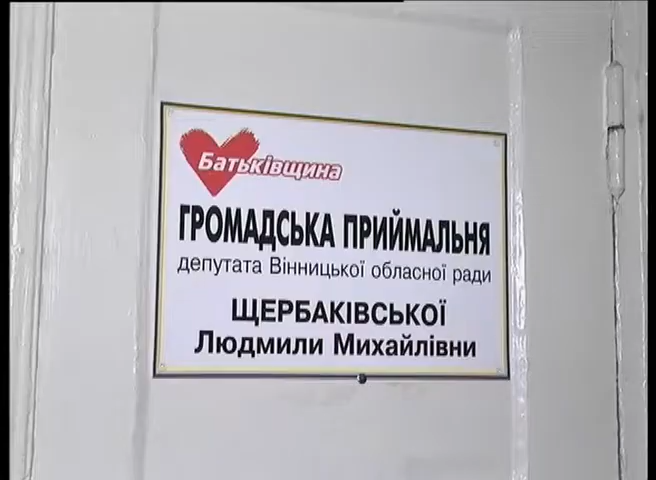 Батьківщина
ГРОМАДСЬКА ПРИЙМАЛЬНЯ
депутата Вінницької обласної ради
ЩЕРБАКІВСЬКОЇ
Людмили Михайлівни